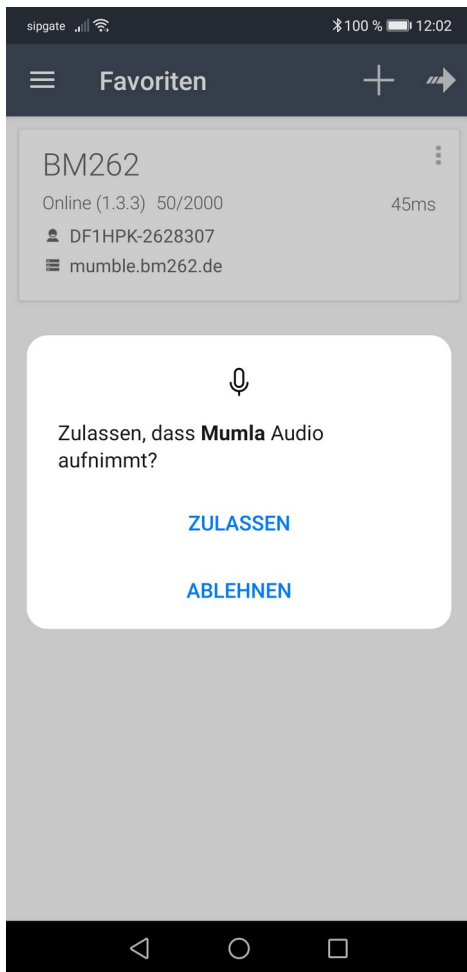 sipgate 100 % 12:02
Favoriten
BM262
Online (1.3.3) 50/2000 45ms
DF1HPK-2628307
mumble.bm262.de
Zulassen, dass Mumla Audio
aufnimmt?
ZULASSEN
ABLEHNEN